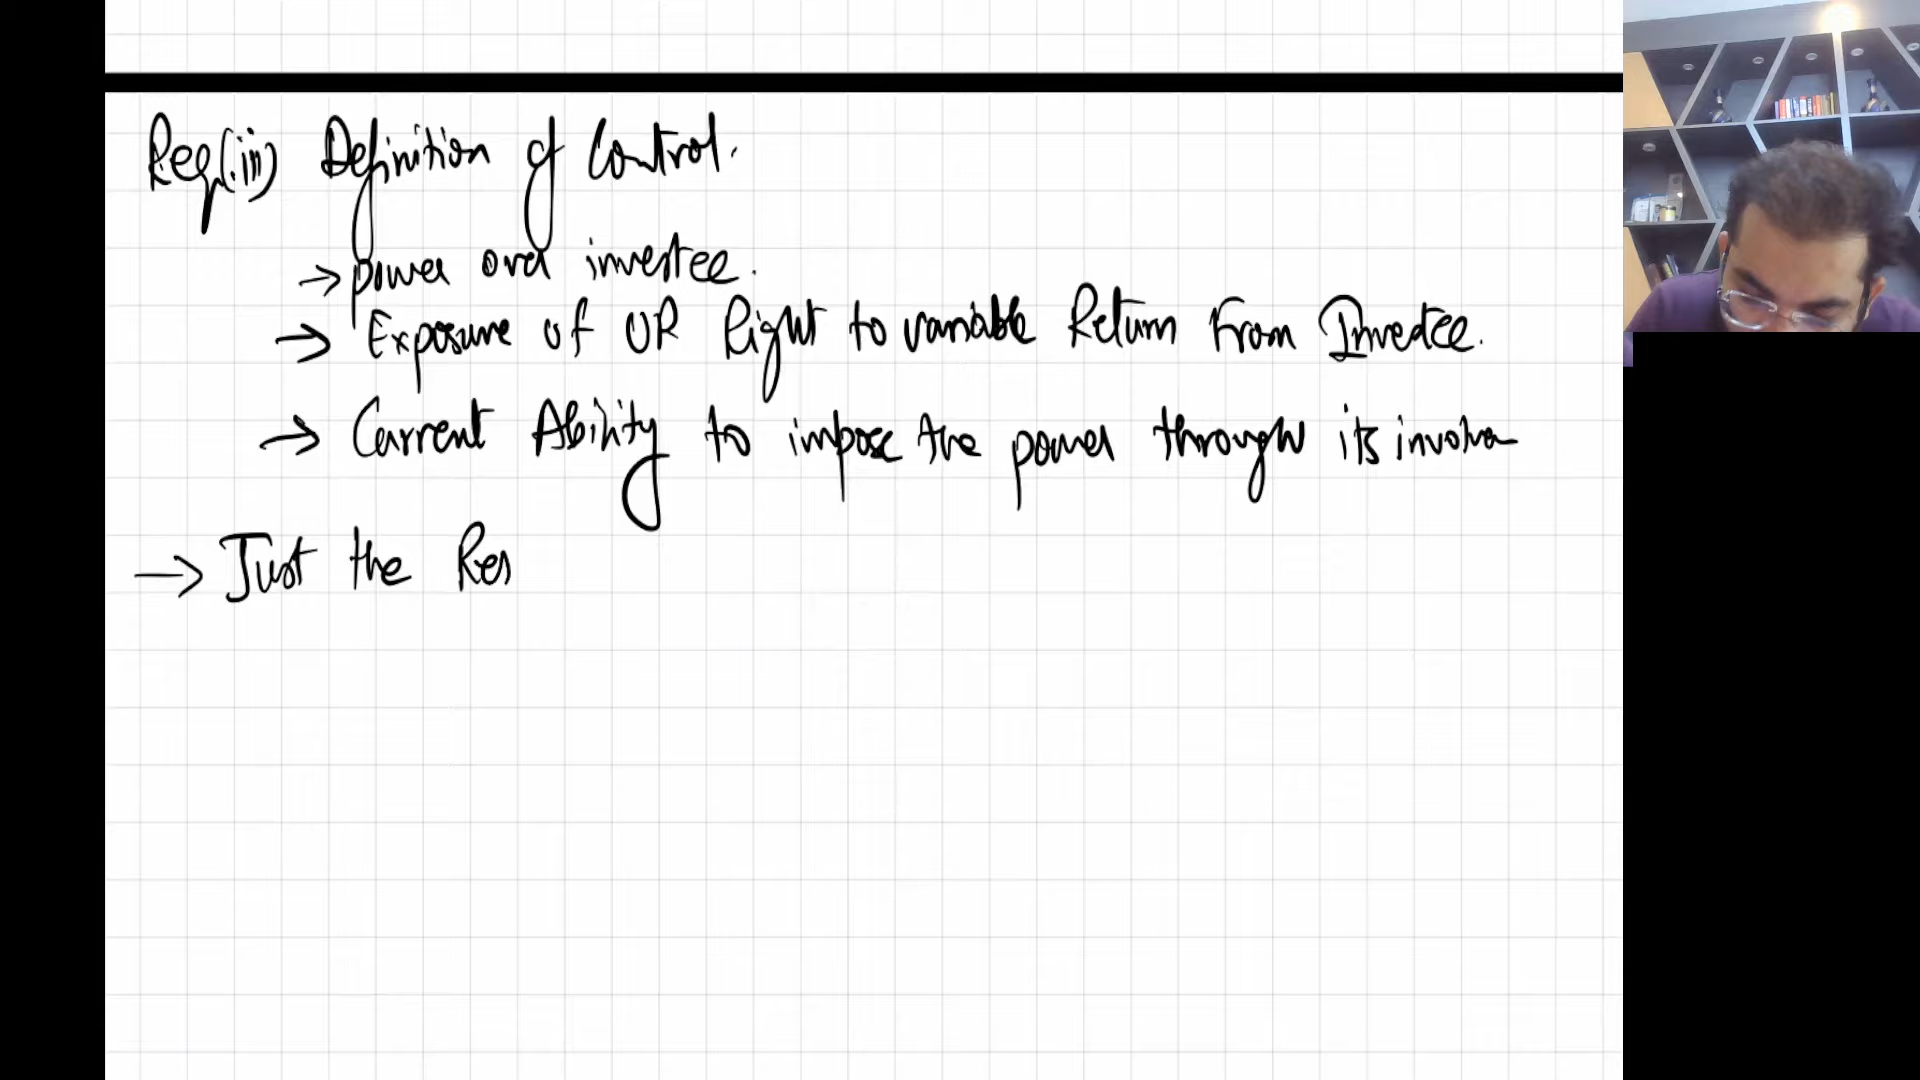 Req(iii) Definition of Control.
→ power over investee.
→ Exposure of OR Right to variable Return From Investee.
→ Current Ability to impose the power through its involve
→ Just the Res